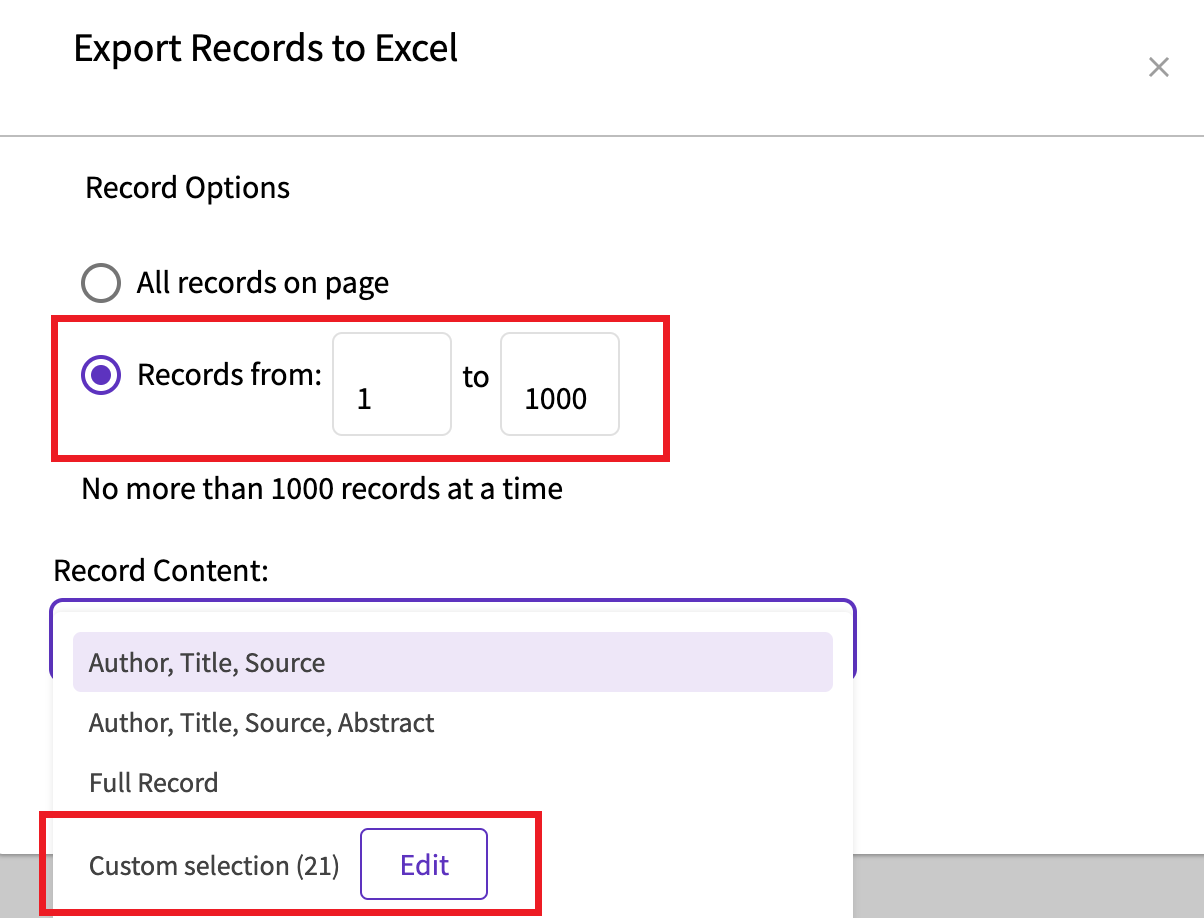 Export Records to Excel
Record Options
All records on page
Records from: 1 to 1000
No more than 1000 records at a time
Record Content:
Author, Title, Source
Author, Title, Source, Abstract
Full Record
Custom selection (21) Edit